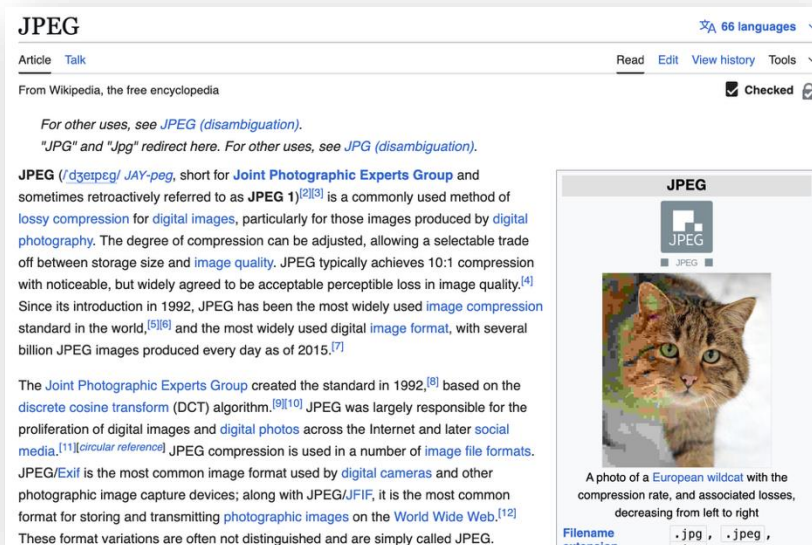 JPEG
66 languages
Article Talk
Read Edit View history Tools
From Wikipedia, the free encyclopedia
Checked
For other uses, see JPEG (disambiguation).
"JPG" and "Jpg" redirect here. For other uses, see JPG (disambiguation).
JPEG (/ˈdʒeɪpɛɡ/ JAY-peg, short for Joint Photographic Experts Group and
sometimes retroactively referred to as JPEG 1)[2][3] is a commonly used method of
lossy compression for digital images, particularly for those images produced by digital
photography. The degree of compression can be adjusted, allowing a selectable trade
off between storage size and image quality. JPEG typically achieves 10:1 compression
with noticeable, but widely agreed to be acceptable perceptible loss in image quality.[4]
Since its introduction in 1992, JPEG has been the most widely used image compression
standard in the world,[5][6] and the most widely used digital image format, with several
billion JPEG images produced every day as of 2015.[7]
The Joint Photographic Experts Group created the standard in 1992,[8] based on the
discrete cosine transform (DCT) algorithm.[9][10] JPEG was largely responsible for the
proliferation of digital images and digital photos across the Internet and later social
media.[11][circular reference] JPEG compression is used in a number of image file formats.
JPEG/Exif is the most common image format used by digital cameras and other
photographic image capture devices; along with JPEG/JFIF, it is the most common
format for storing and transmitting photographic images on the World Wide Web.[12]
These format variations are often not distinguished and are simply called JPEG.
JPEG
JPEG
JPEG
A photo of a European wildcat with the
compression rate, and associated losses,
decreasing from left to right
Filename .jpg, .jpeg,
extension